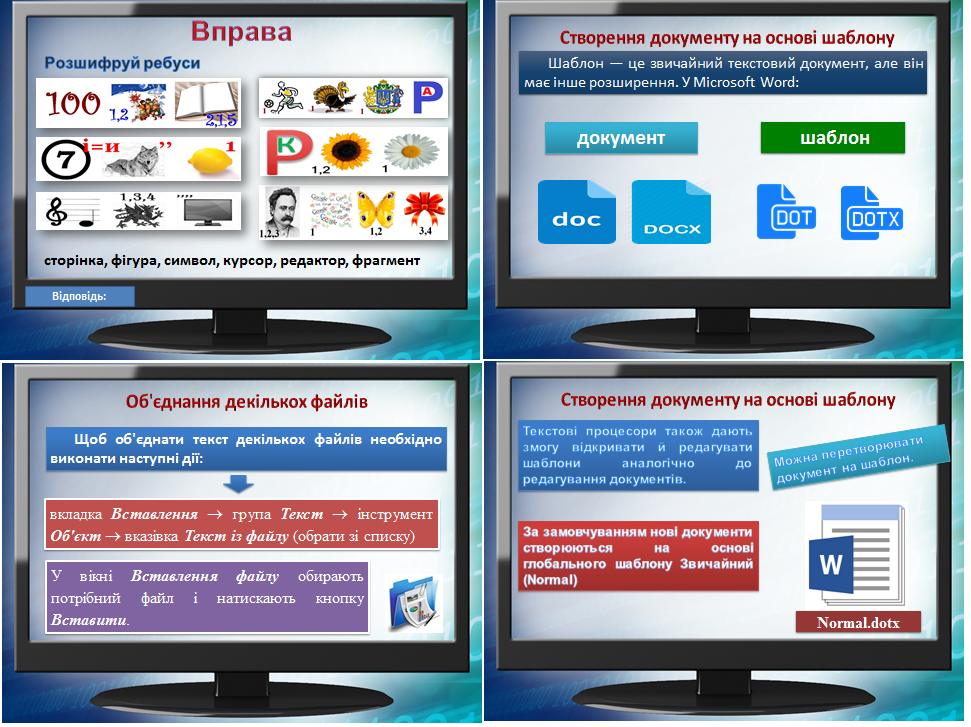 Вправа
Розшифруй ребуси
100
1,2
2,1,5
1
1
1
А
Р
7
і=и
”
1
Р
К
1,2
1
1,3,4
””
1,2,3
1
1,2
3,4
сторінка, фігура, символ, курсор, редактор, фрагмент
Відповідь:
Створення документу на основі шаблону
Шаблон — це звичайний текстовий документ, але він
має інше розширення. У Microsoft Word:
документ
шаблон
doc
DOCX
DOT
DOTX
Об'єднання декількох файлів
Щоб об'єднати текст декількох файлів необхідно
виконати наступні дії:
вкладка Вставлення → група Текст → інструмент
Об'єкт → вказівка Текст із файлу (обрати зі списку)
У вікні Вставлення файлу обирають
потрібний файл і натискають кнопку
Вставити.
Створення документу на основі шаблону
Текстові процесори також дають
змогу відкривати й редагувати
шаблони аналогічно до
редагування документів.
Можна перетворювати
документ на шаблон.
За замовчуванням нові документи
створюються на основі
глобального шаблону Звичайний
(Normal)
W
Normal.dotx